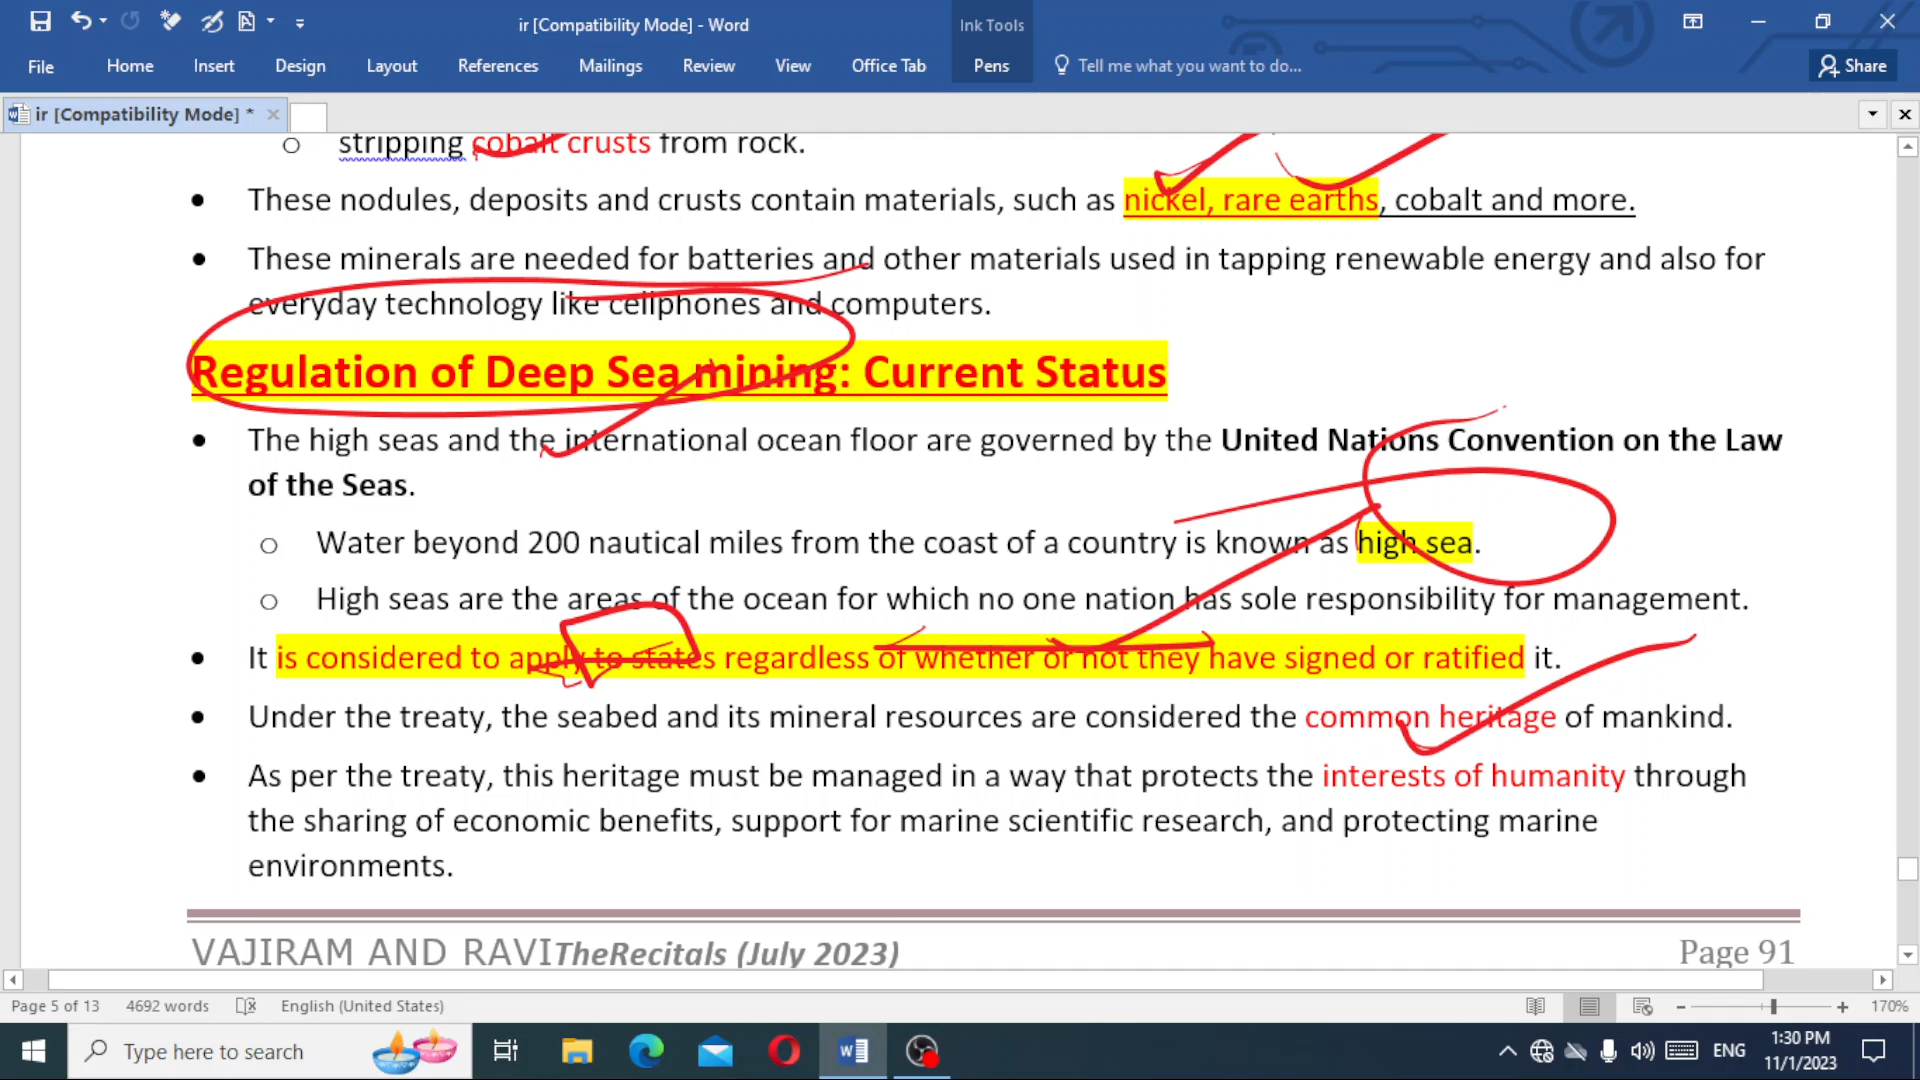 ir [Compatibility Mode] - Word
Ink Tools
File Home Insert Design Layout References Mailings Review View Office Tab Pens Tell me what you want to do... Share
ir [Compatibility Mode] *
o stripping cobalt crusts from rock.
• These nodules, deposits and crusts contain materials, such as nickel, rare earths, cobalt and more.
• These minerals are needed for batteries and other materials used in tapping renewable energy and also for
everyday technology like cellphones and computers.
Regulation of Deep Sea mining: Current Status
• The high seas and the international ocean floor are governed by the United Nations Convention on the Law
of the Seas.
o Water beyond 200 nautical miles from the coast of a country is known as high sea.
o High seas are the areas of the ocean for which no one nation has sole responsibility for management.
• It is considered to apply to states regardless of whether or not they have signed or ratified it.
• Under the treaty, the seabed and its mineral resources are considered the common heritage of mankind.
• As per the treaty, this heritage must be managed in a way that protects the interests of humanity through
the sharing of economic benefits, support for marine scientific research, and protecting marine
environments.
VAJIRAM AND RAVI TheRecitals (July 2023) Page 91
Page 5 of 13 4692 words English (United States) 170%
Type here to search ENG 1:30 PM
11/1/2023